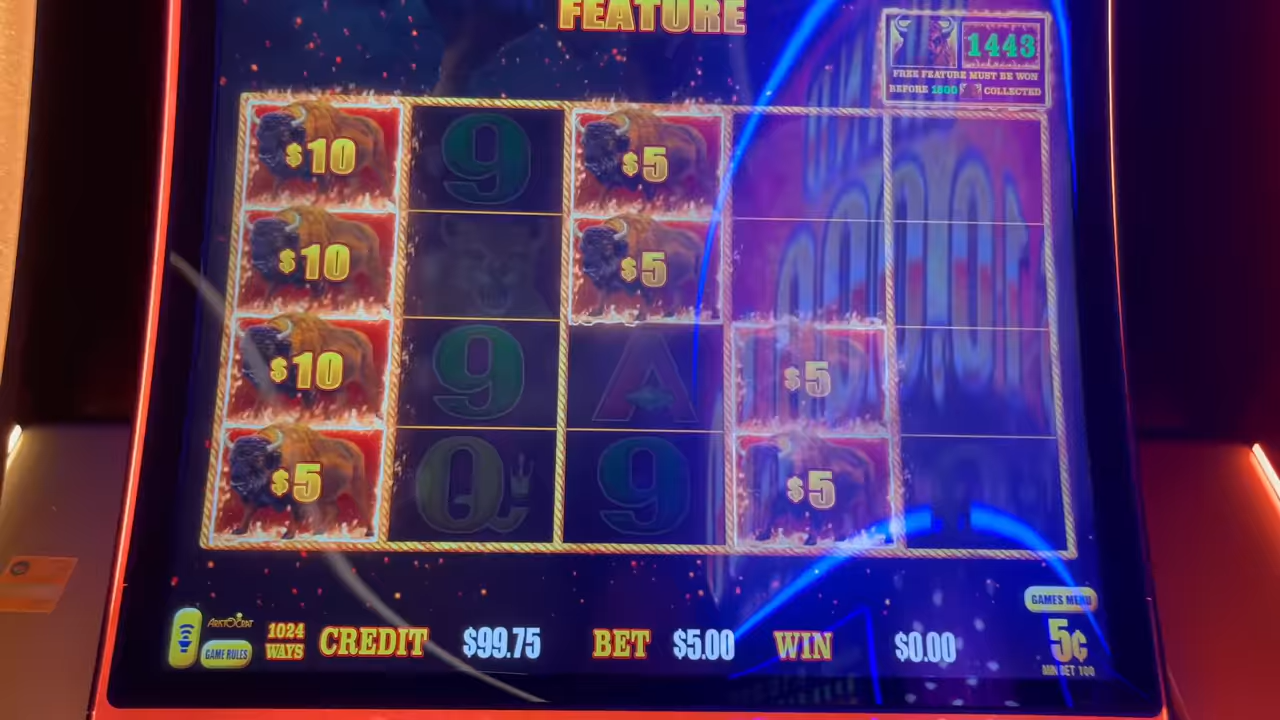 FEATURE
1443
FREE FEATURE MUST BE WON
BEFORE 1800 COLLECTED
$10 9 $5
$10 $5
$10 9 A $5
$5 Q 9 $5
GAMES MENU
ARISTOCRAT
GAME RULES
1024 WAYS
CREDIT $99.75 BET $5.00 WIN $0.00
5¢
MIN BET 100